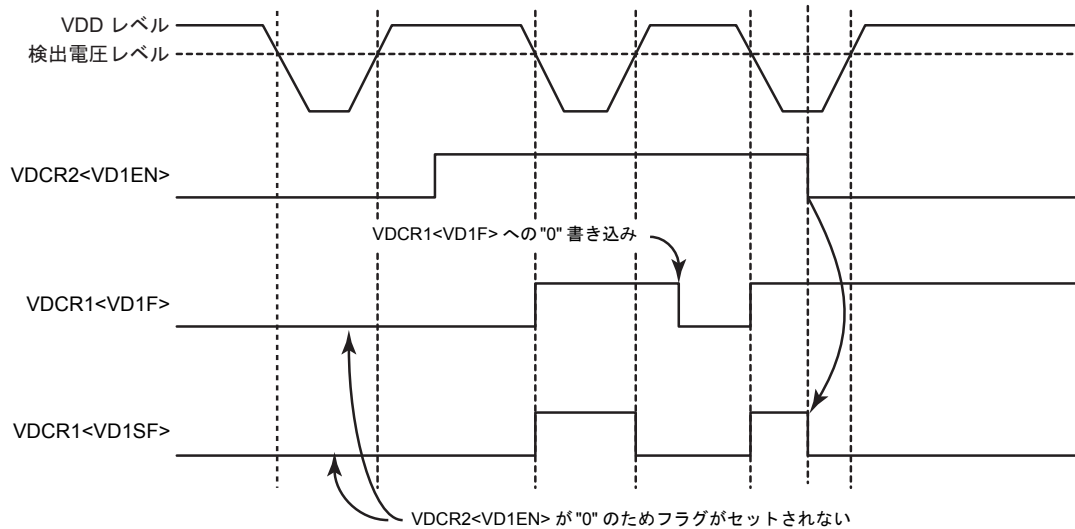 VDD レベル
検出電圧レベル
VDCR2<VD1EN>
VDCR1<VD1F> への"0" 書き込み
VDCR1<VD1F>
VDCR1<VD1SF>
VDCR2<VD1EN> が "0" のためフラグがセットされない